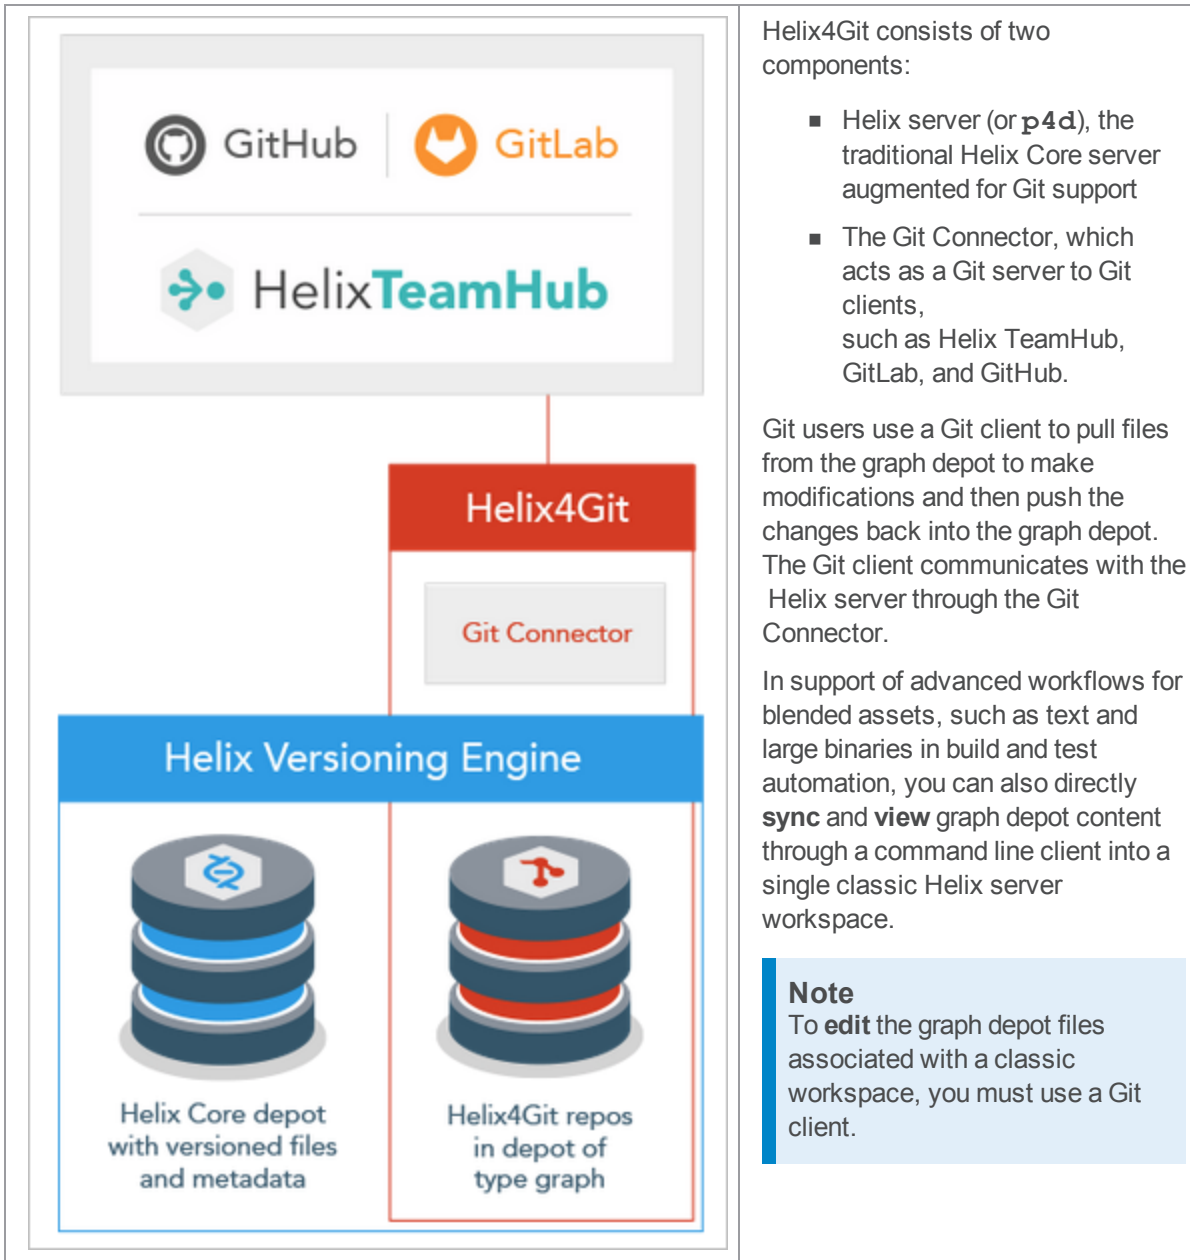 GitHub
GitLab
HelixTeamHub
Helix4Git
Git Connector
Helix Versioning Engine
Helix Core depot
with versioned files
and metadata
Helix4Git repos
in depot of
type graph
Helix4Git consists of two
components:
■ Helix server (or p4d), the
traditional Helix Core server
augmented for Git support
■ The Git Connector, which
acts as a Git server to Git
clients,
such as Helix TeamHub,
GitLab, and GitHub.
Git users use a Git client to pull files
from the graph depot to make
modifications and then push the
changes back into the graph depot.
The Git client communicates with the
Helix server through the Git
Connector.
In support of advanced workflows for
blended assets, such as text and
large binaries in build and test
automation, you can also directly
sync and view graph depot content
through a command line client into a
single classic Helix server
workspace.
Note
To edit the graph depot files
associated with a classic
workspace, you must use a Git
client.